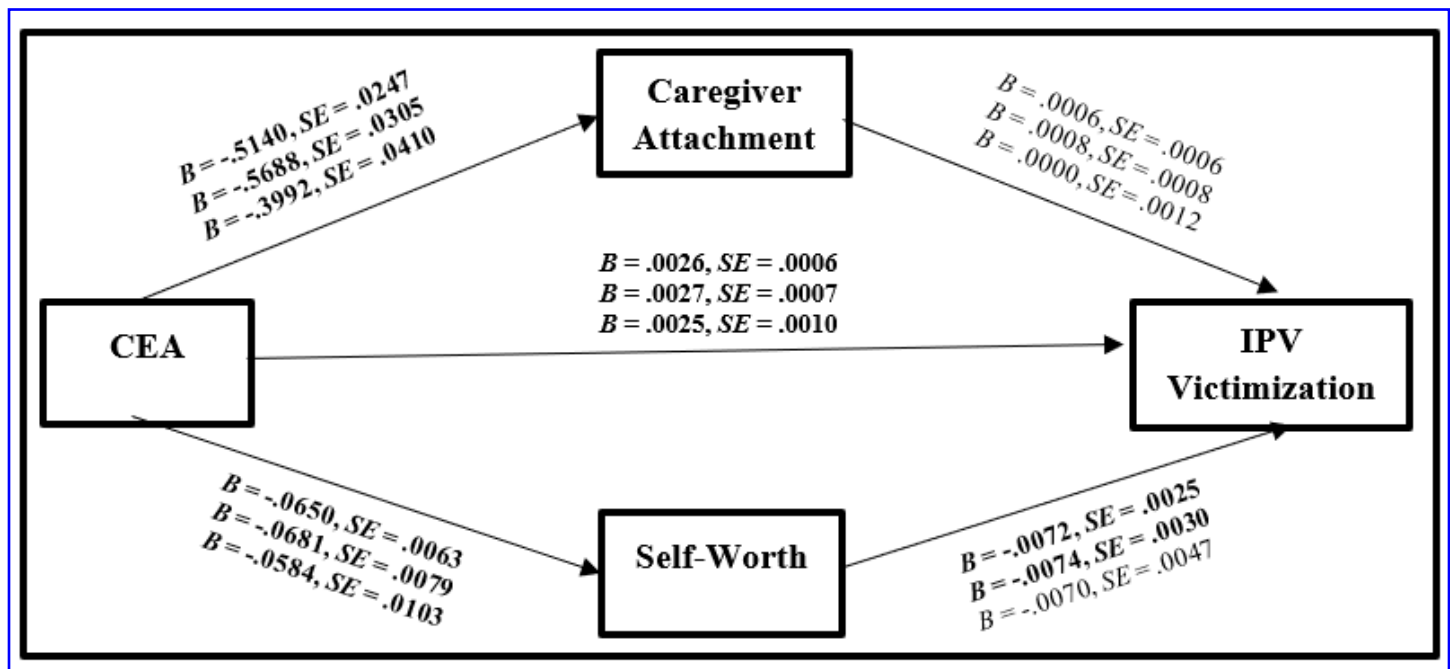 Caregiver
Attachment
B = -.5140, SE = .0247
B = -.5688, SE = .0305
B = -.3992, SE = .0410
B = .0006, SE = .0006
B = .0008, SE = .0008
B = .0000, SE = .0012
B = .0026, SE = .0006
B = .0027, SE = .0007
B = .0025, SE = .0010
CEA
IPV
Victimization
B = -.0650, SE = .0063
B = -.0681, SE = .0079
B = -.0584, SE = .0103
Self-Worth
B = -.0072, SE = .0025
B = -.0074, SE = .0030
B = -.0070, SE = .0047